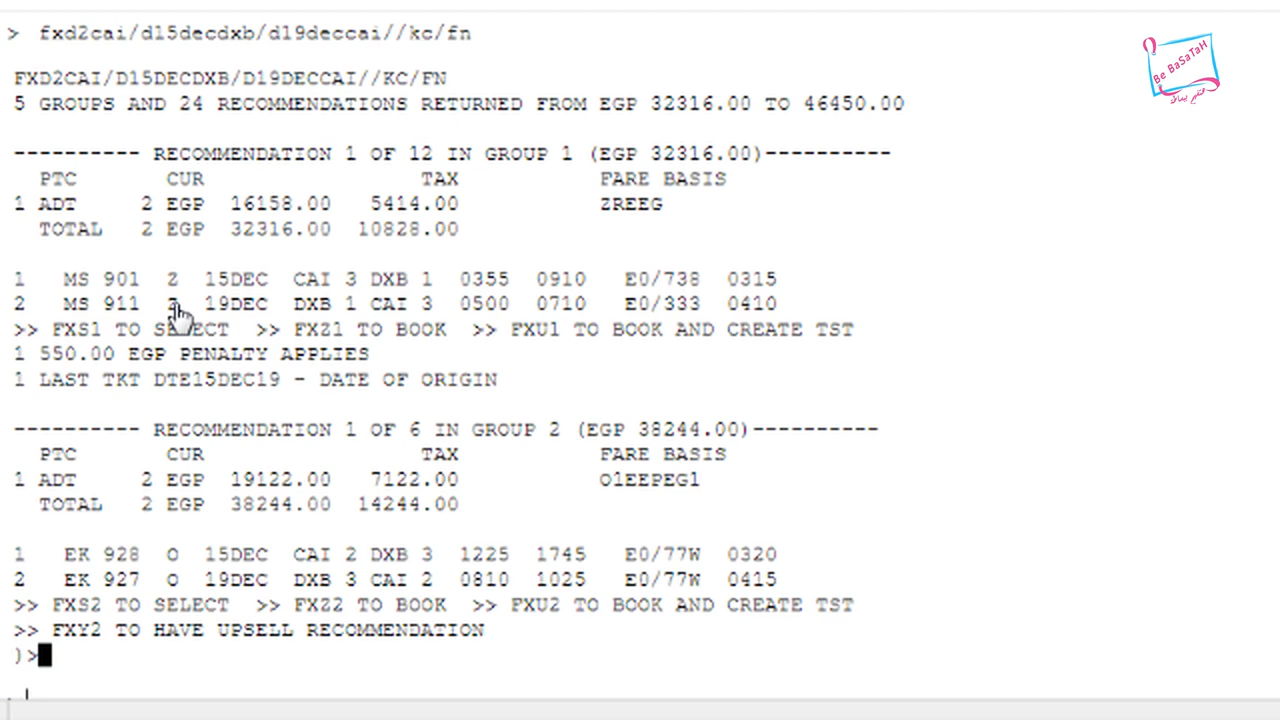 > fxd2cai/d15decdxb/d19deccai//kc/fn
FXD2CAI/D15DECDXB/D19DECCAI//KC/FN
5 GROUPS AND 24 RECOMMENDATIONS RETURNED FROM EGP 32316.00 TO 46450.00
---------- RECOMMENDATION 1 OF 12 IN GROUP 1 (EGP 32316.00)----------
PTC CUR TAX FARE BASIS
1 ADT 2 EGP 16158.00 5414.00 ZREEG
TOTAL 2 EGP 32316.00 10828.00
1 MS 901 Z 15DEC CAI 3 DXB 1 0355 0910 E0/738 0315
2 MS 911 19DEC DXB 1 CAI 3 0500 0710 E0/333 0410
>> FXS1 TO SELECT >> FXZ1 TO BOOK >> FXU1 TO BOOK AND CREATE TST
1 550.00 EGP PENALTY APPLIES
1 LAST TKT DTE15DEC19 - DATE OF ORIGIN
---------- RECOMMENDATION 1 OF 6 IN GROUP 2 (EGP 38244.00)----------
PTC CUR TAX FARE BASIS
1 ADT 2 EGP 19122.00 7122.00 O1EEPEG1
TOTAL 2 EGP 38244.00 14244.00
1 EK 928 O 15DEC CAI 2 DXB 3 1225 1745 E0/77W 0320
2 EK 927 O 19DEC DXB 3 CAI 2 0810 1025 E0/77W 0415
>> FXS2 TO SELECT >> FXZ2 TO BOOK >> FXU2 TO BOOK AND CREATE TST
>> FXY2 TO HAVE UPSELL RECOMMENDATION
)>
Be BaSaTaH